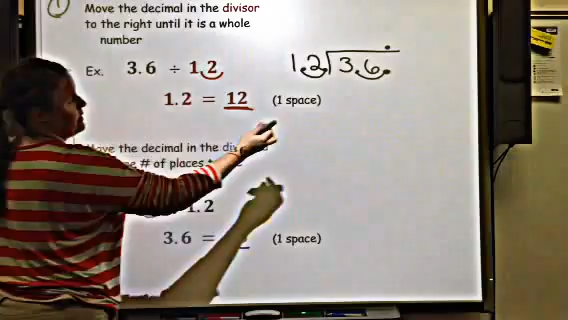 1
Move the decimal in the divisor
to the right until it is a whole
number
Ex. 3.6 ÷ 1.2
1.2 = 12 (1 space)
1.2⟌3.6.
Move the decimal in the
# of places
1.2
3.6 = (1 space)